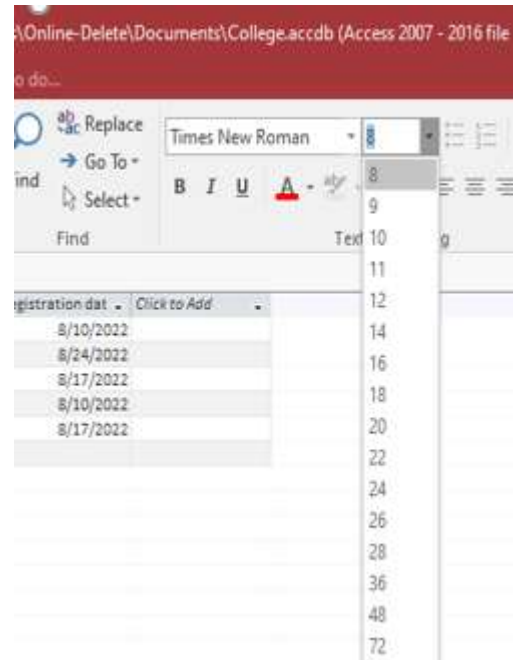 s\Online-Delete\Documents\College.accdb (Access 2007 - 2016 file
o do...
Replace
Go To
Select
ind
Find
Times New Roman
8
B I U A
Text
g
8
9
10
11
12
14
16
18
20
22
24
26
28
36
48
72
egistration dat Click to Add
8/10/2022
8/24/2022
8/17/2022
8/10/2022
8/17/2022